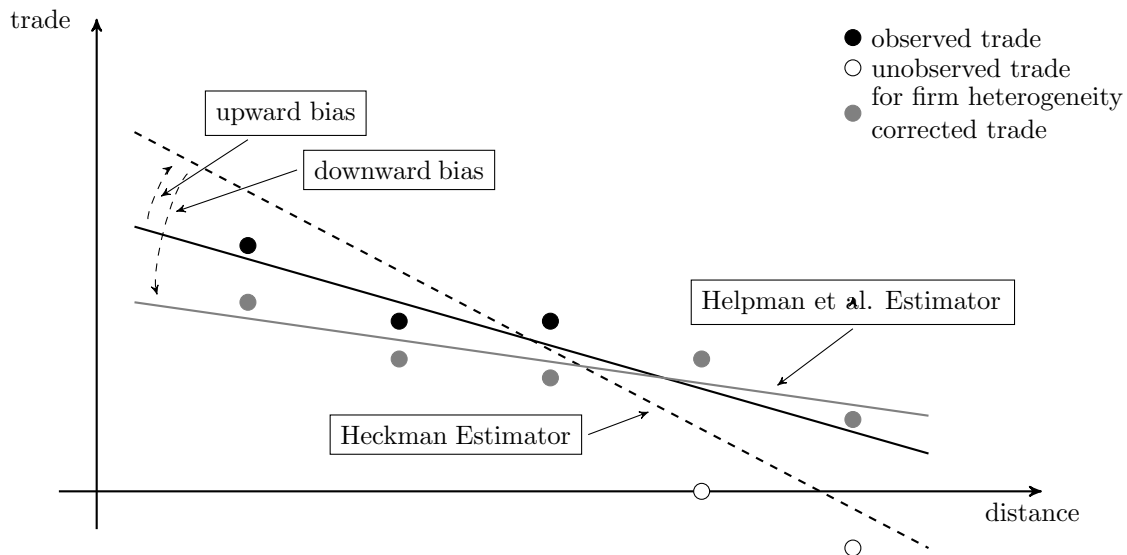 trade
observed trade
unobserved trade
for firm heterogeneity
corrected trade
upward bias
downward bias
Helpman et al. Estimator
Heckman Estimator
distance